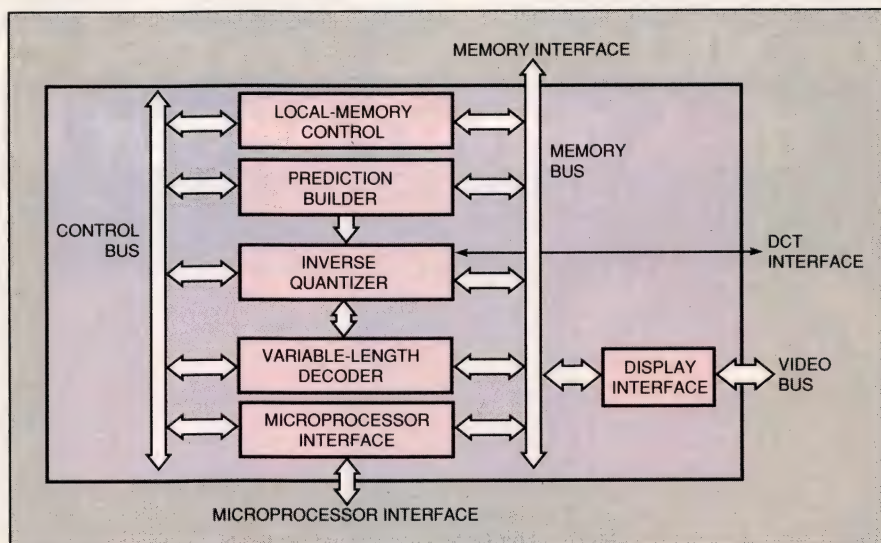 MEMORY INTERFACE
LOCAL-MEMORY
CONTROL
MEMORY
BUS
PREDICTION
BUILDER
CONTROL
BUS
INVERSE
QUANTIZER
DCT
INTERFACE
VARIABLE-LENGTH
DECODER
DISPLAY
INTERFACE
VIDEO
BUS
MICROPROCESSOR
INTERFACE
MICROPROCESSOR INTERFACE